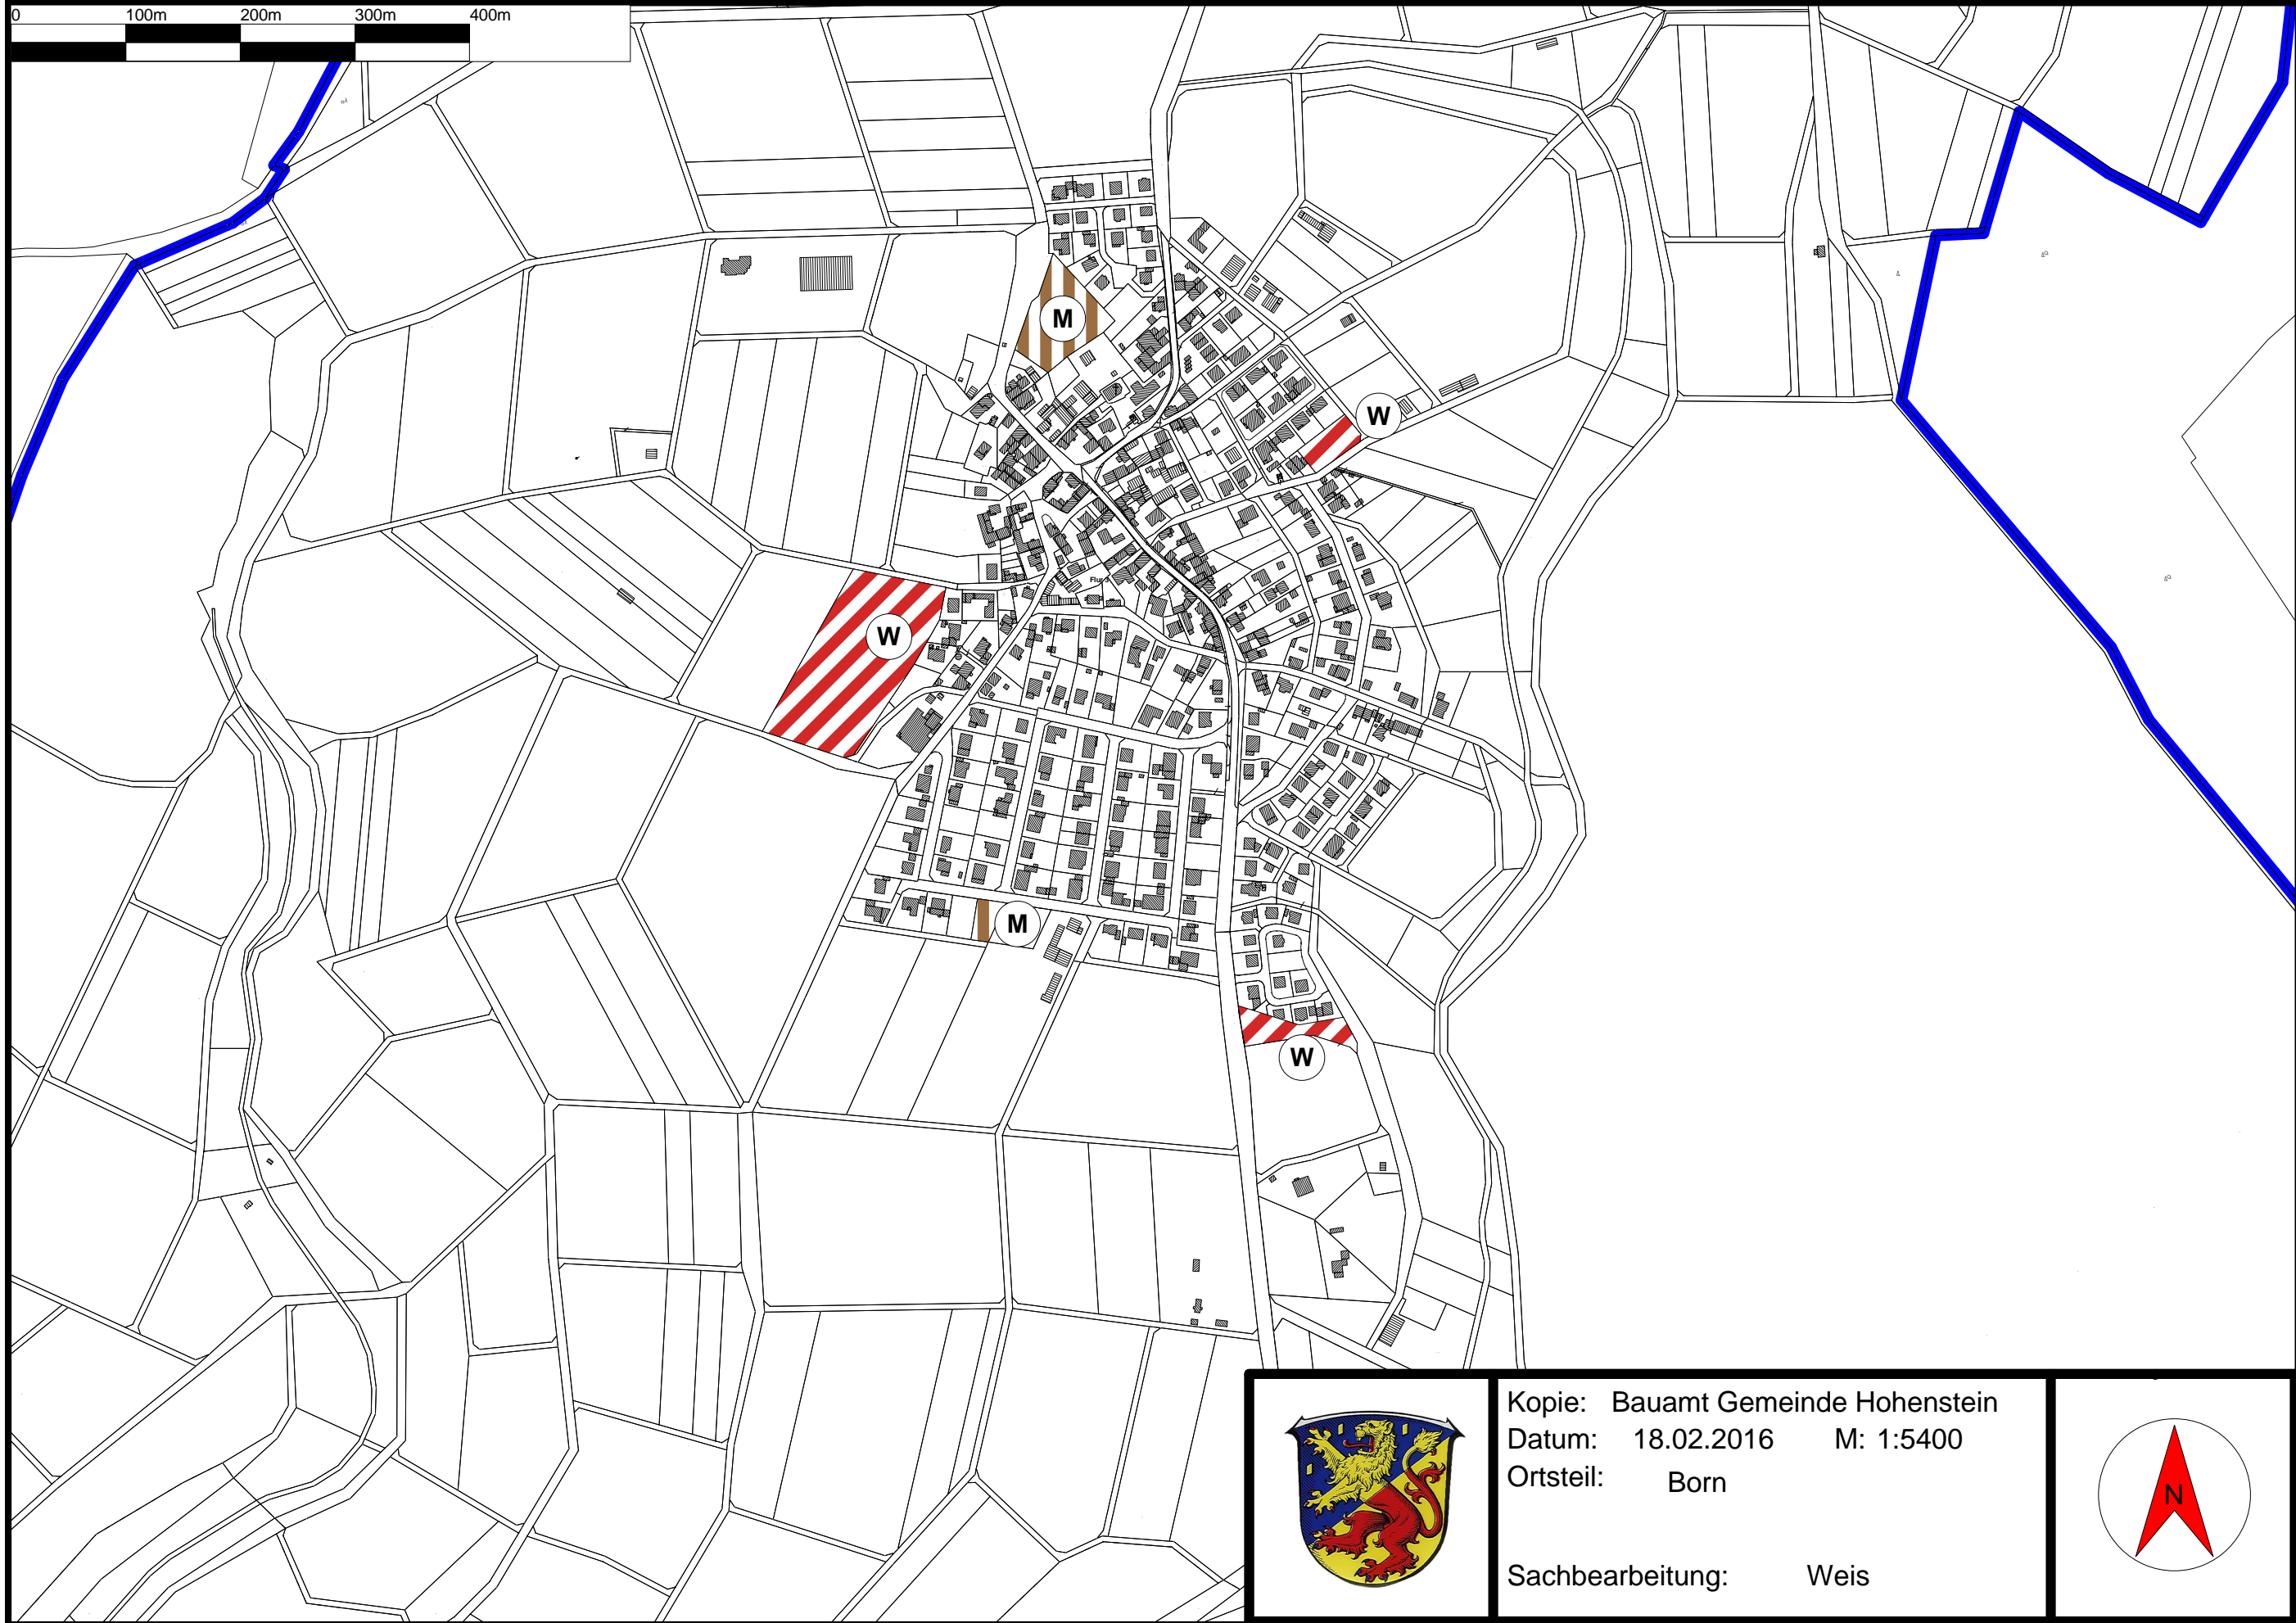 0 100m 200m 300m 400m
M
W
Flur
W
M
W
Kopie: Bauamt Gemeinde Hohenstein
Datum: 18.02.2016 M: 1:5400
Ortsteil: Born
Sachbearbeitung: Weis
N